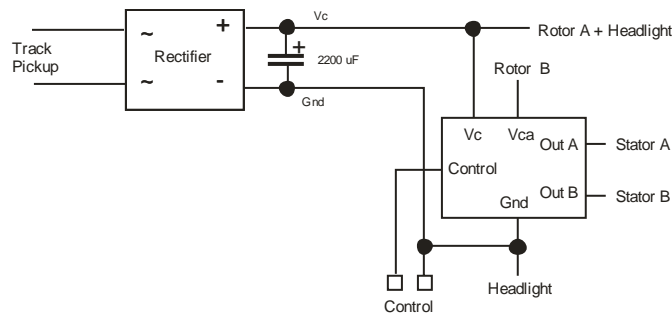 Track
Pickup
~
~
Rectifier
+
-
Vc
+
2200 uF
Gnd
Rotor A + Headlight
Rotor B
Vc
Vca
Out A
Stator A
Control
Out B
Stator B
Gnd
Control
Headlight